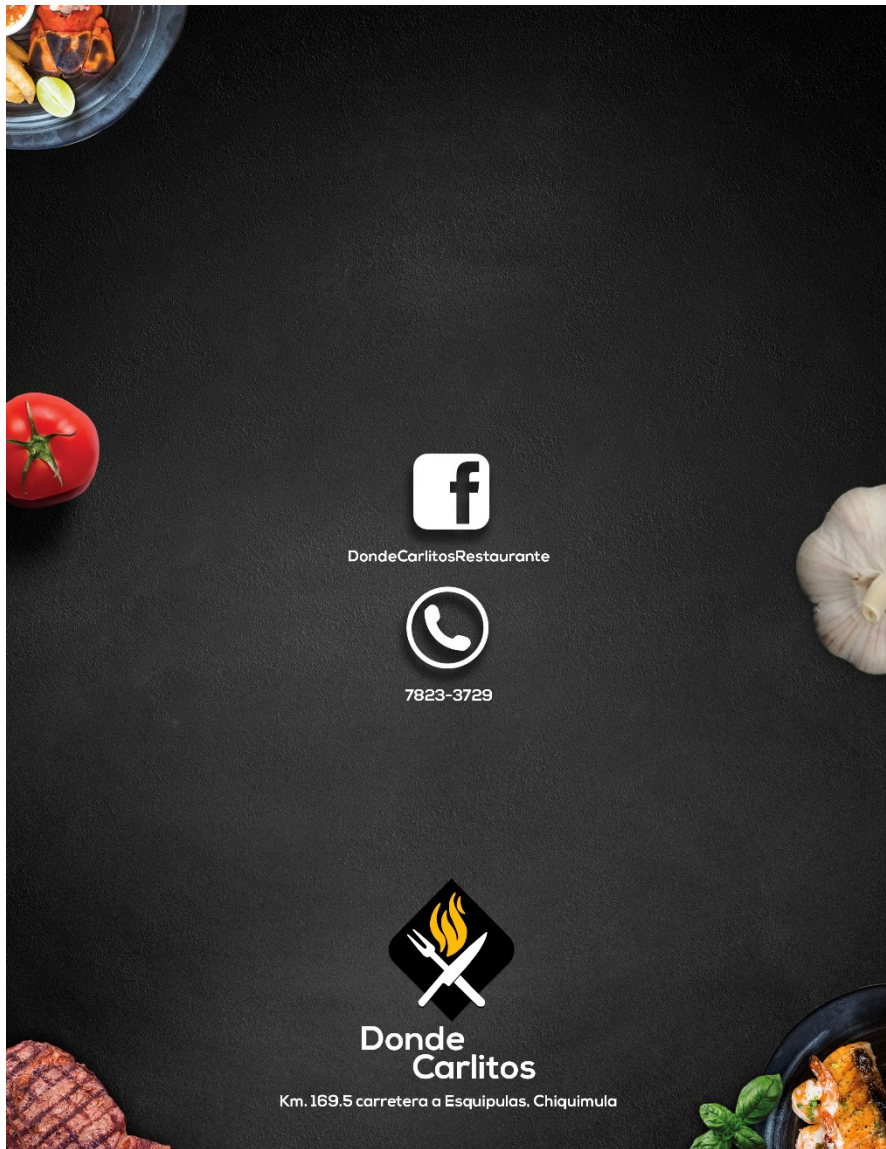 DondeCarlitosRestaurante
7823-3729
Donde
Carlitos
Km. 169.5 carretera a Esquipulas, Chiquimula